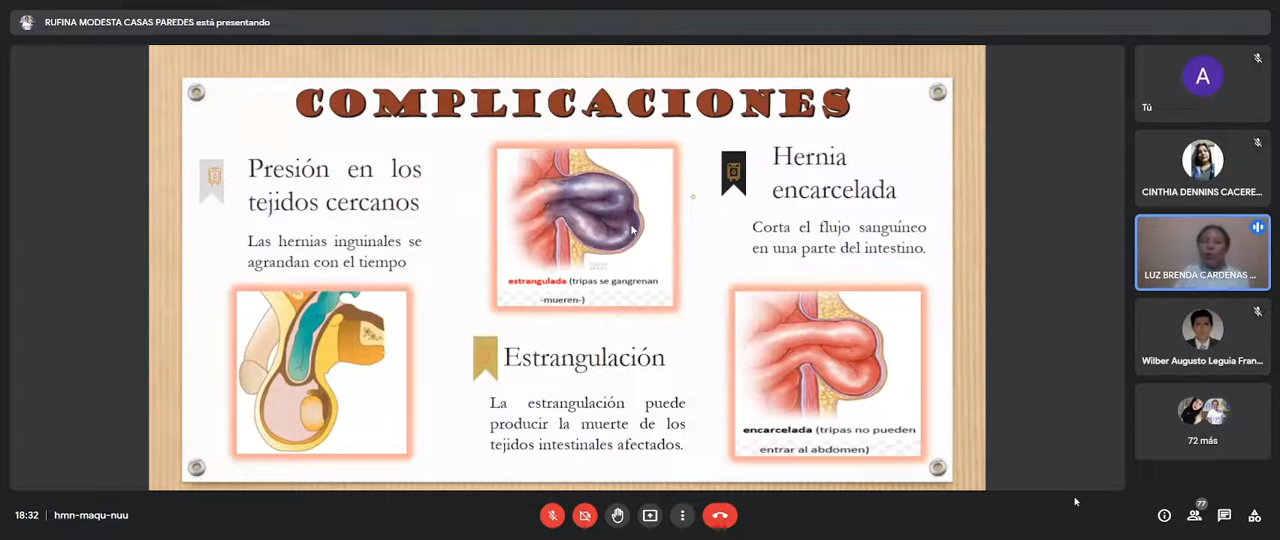 RUFINA MODESTA CASAS PAREDES está presentando
COMPLICACIONES
Presión en los
tejidos cercanos
Las hernias inguinales se
agrandan con el tiempo
estrangulada (tripas se gangrenan
-mueren-)
Estrangulación
La estrangulación puede
producir la muerte de los
tejidos intestinales afectados.
Hernia
encarcelada
Corta el flujo sanguíneo
en una parte del intestino.
encarcelada (tripas no pueden
entrar al abdomen)
A
Tú
CINTHIA DENNINS CACERE...
LUZ BRENDA CARDENAS ...
Wilber Augusto Leguia Fran...
72 más
18:32 | hmn-maqu-nuu
77